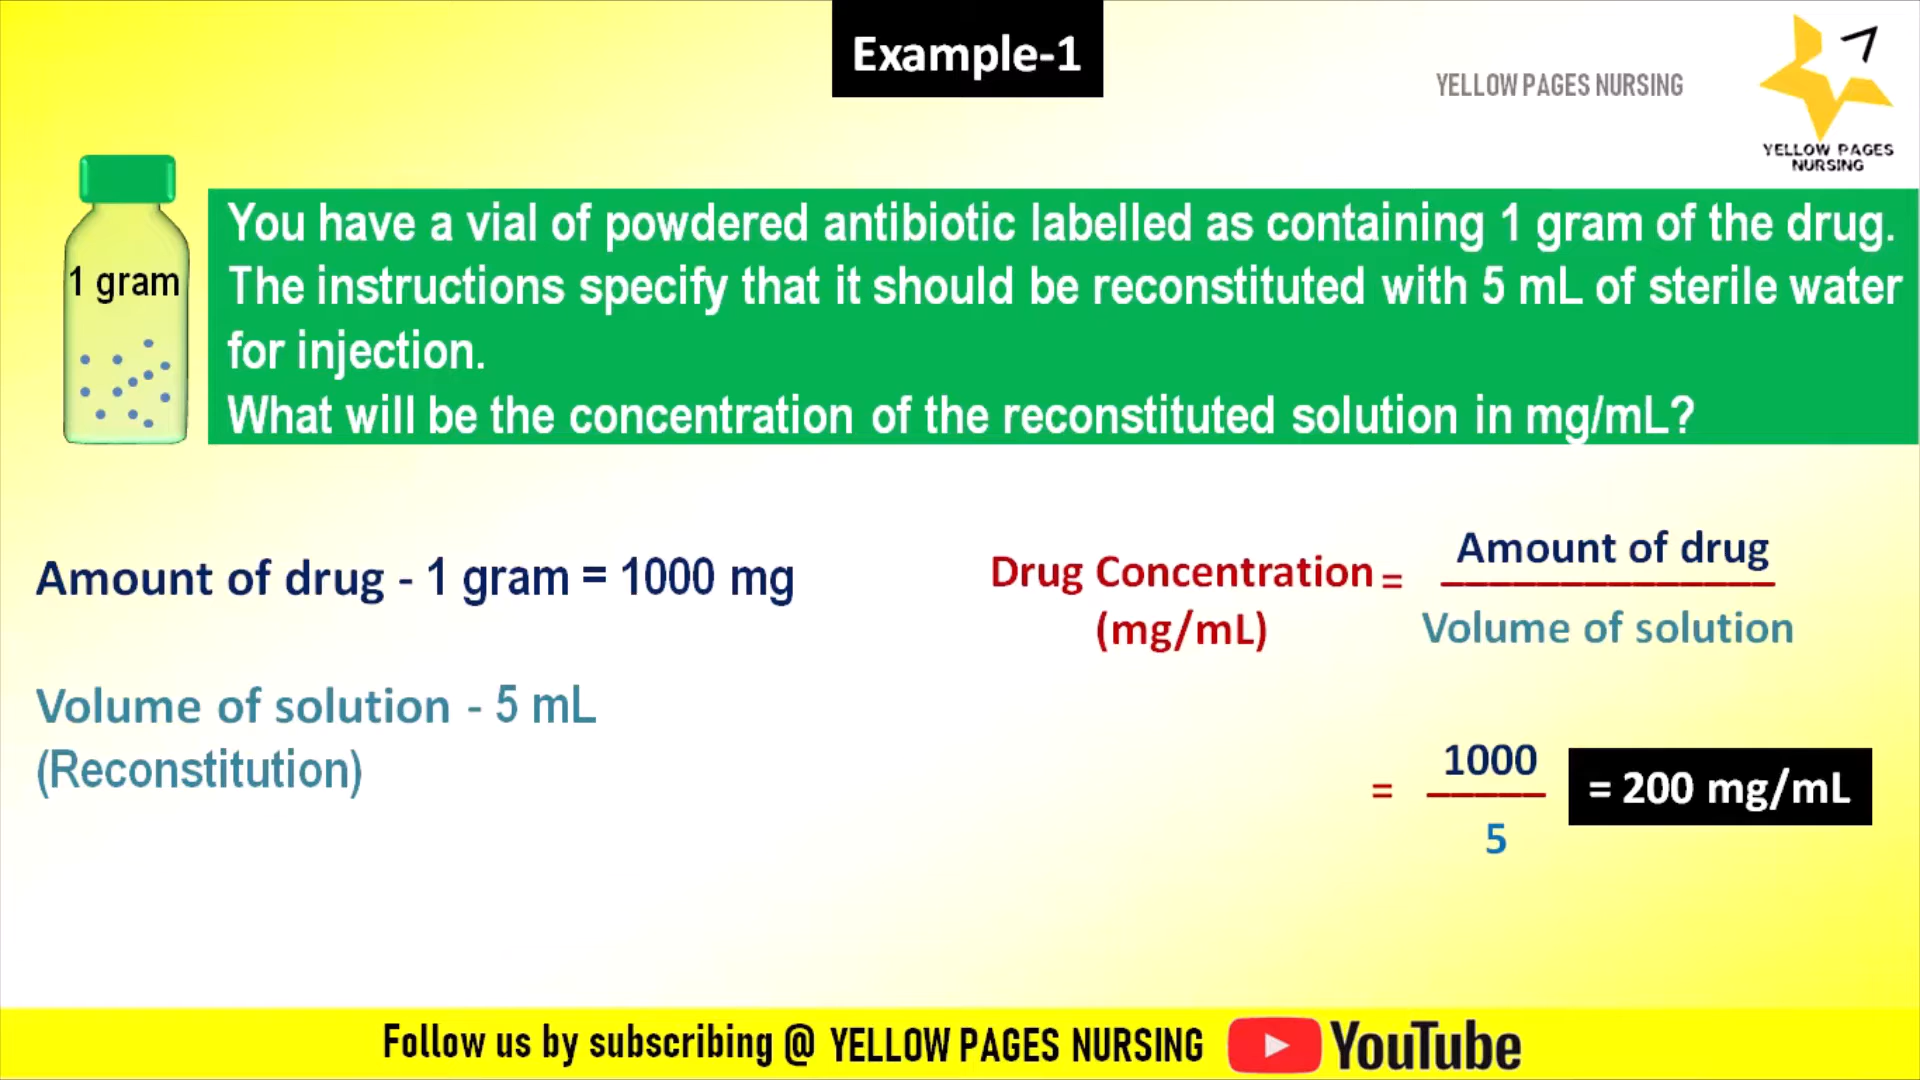 Example-1
YELLOW PAGES NURSING
YELLOW PAGES
NURSING
1 gram
You have a vial of powdered antibiotic labelled as containing 1 gram of the drug.
The instructions specify that it should be reconstituted with 5 mL of sterile water
for injection.
What will be the concentration of the reconstituted solution in mg/mL?
Amount of drug - 1 gram = 1000 mg
Volume of solution - 5 mL
(Reconstitution)
Drug Concentration =
(mg/mL)
Amount of drug
Volume of solution
=
1000
5
= 200 mg/mL
Follow us by subscribing @ YELLOW PAGES NURSING YouTube